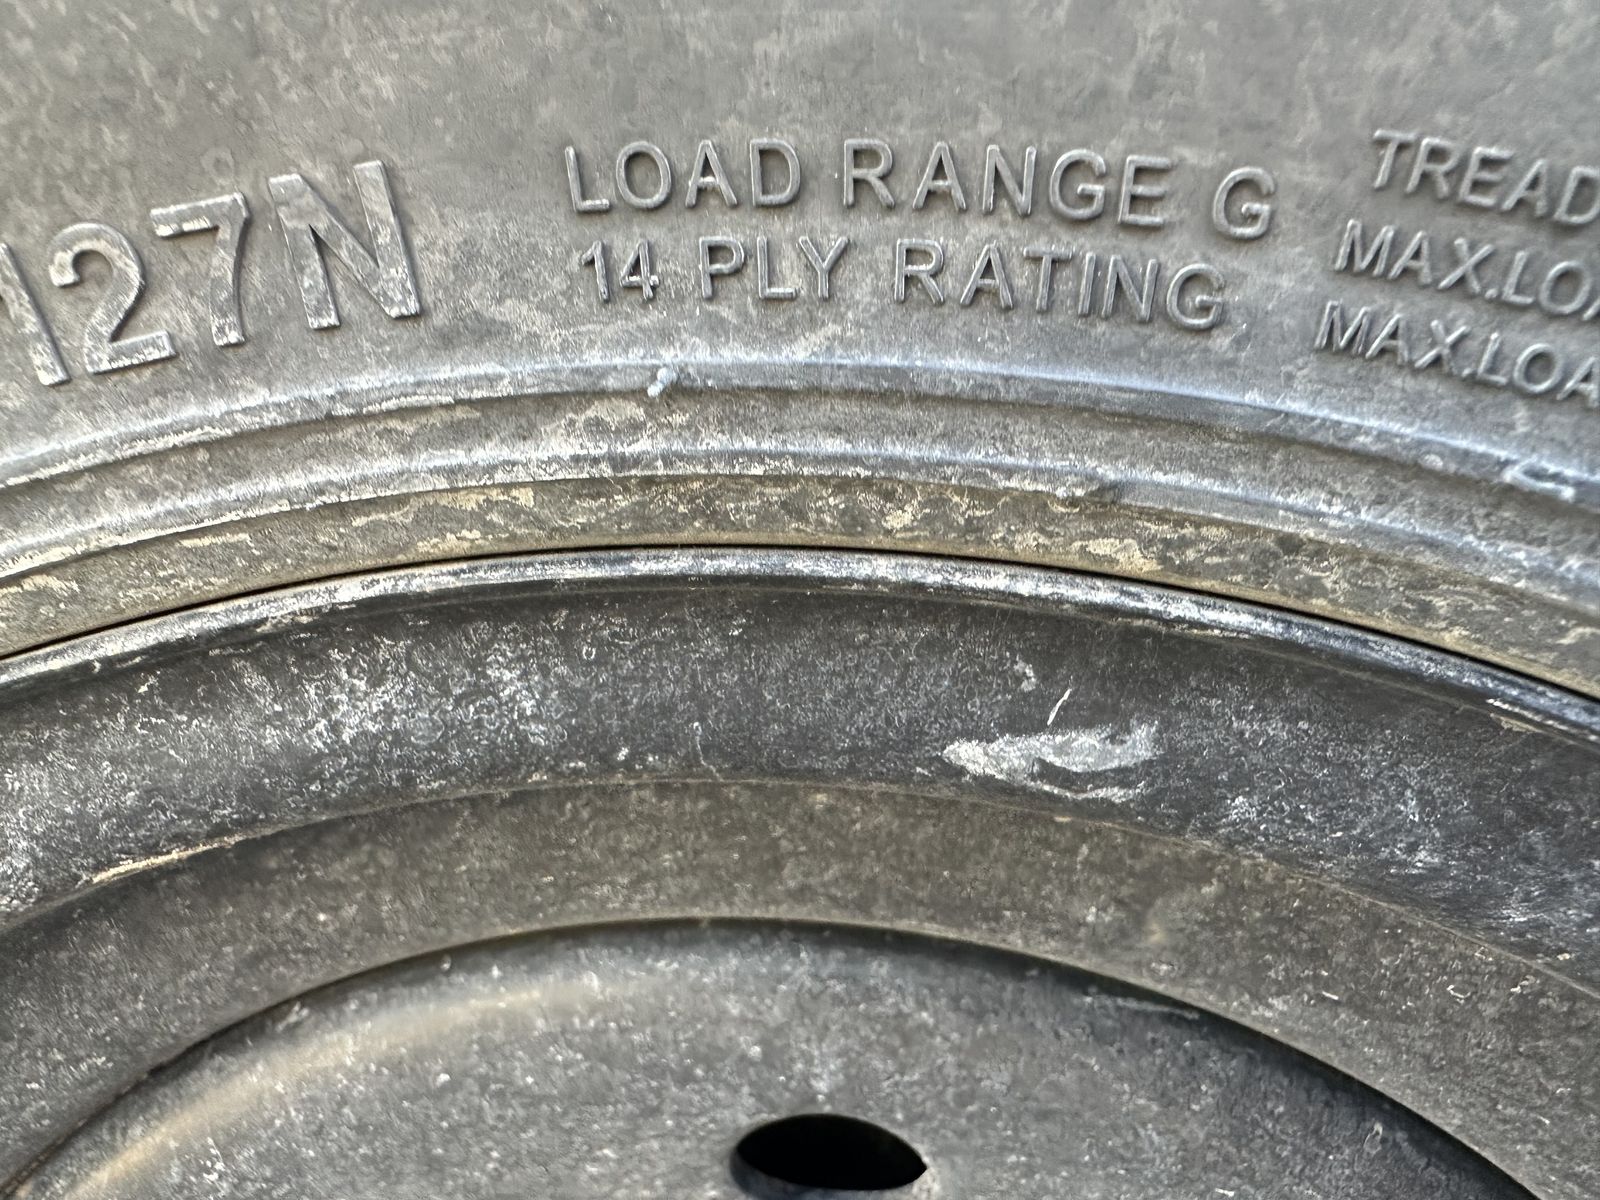 127N
LOAD RANGE G
14 PLY RATING
TREAD
MAX.LOA
MAX.LOA